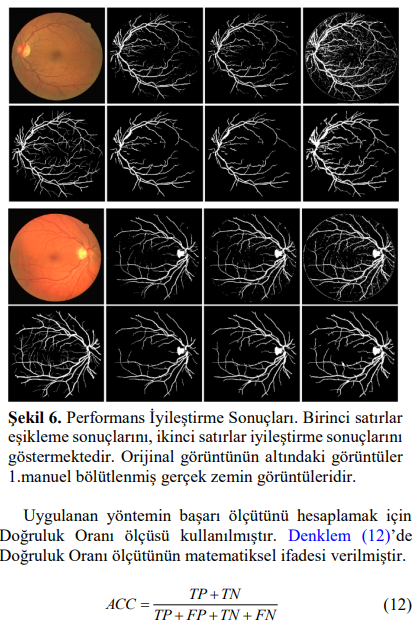 Şekil 6. Performans İyileştirme Sonuçları. Birinci satırlar
eşikleme sonuçlarını, ikinci satırlar iyileştirme sonuçlarını
göstermektedir. Orijinal görüntünün altındaki görüntüler
1.manuel bölütlenmiş gerçek zemin görüntüleridir.
Uygulanan yöntemin başarı ölçütünü hesaplamak için
Doğruluk Oranı ölçüsü kullanılmıştır. Denklem (12)’de
Doğruluk Oranı ölçütünün matematiksel ifadesi verilmiştir.
ACC = (TP + TN) / (TP + FP + TN + FN) (12)